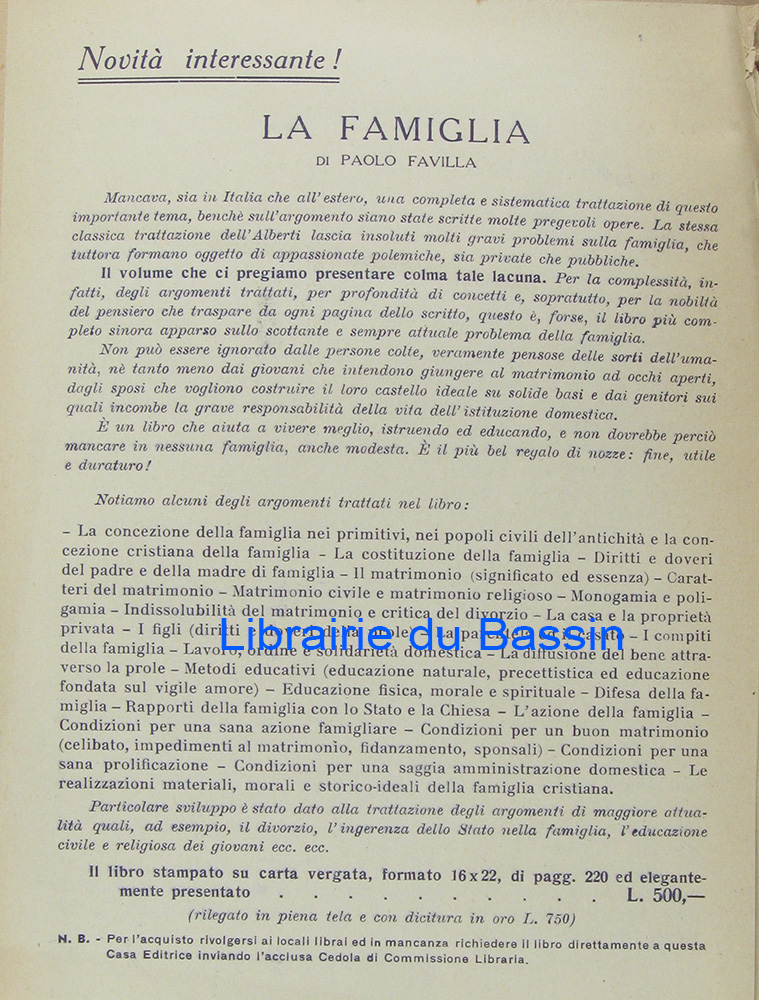 Novità interessante !
LA FAMIGLIA
DI PAOLO FAVILLA
Mancava, sia in Italia che all'estero, una completa e sistematica trattazione di questo
importante tema, benchè sull'argomento siano state scritte molte pregevoli opere. La stessa
classica trattazione dell'Alberti lascia insoluti molti gravi problemi sulla famiglia, che
tuttora formano oggetto di appassionate polemiche, sia private che pubbliche.
Il volume che ci pregiamo presentare colma tale lacuna. Per la complessità, in-
fatti, degli argomenti trattati, per profondità di concetti e, sopratutto, per la nobiltà
del pensiero che traspare da ogni pagina dello scritto, questo è, forse, il libro più com-
pleto sinora apparso sullo scottante e sempre attuale problema della famiglia.
Non può essere ignorato dalle persone colte, veramente pensose delle sorti dell'uma-
nità, nè tanto meno dai giovani che intendono giungere al matrimonio ad occhi aperti,
dagli sposi che vogliono costruire il loro castello ideale su solide basi e dai genitori sui
quali incombe la grave responsabilità della vita dell'istituzione domestica.
È un libro che aiuta a vivere meglio, istruendo ed educando, e non dovrebbe perciò
mancare in nessuna famiglia, anche modesta. È il più bel regalo di nozze: fine, utile
e duraturo !
Notiamo alcuni degli argomenti trattati nel libro :
– La concezione della famiglia nei primitivi, nei popoli civili dell'antichità e la con-
cezione cristiana della famiglia – La costituzione della famiglia – Diritti e doveri
del padre e della madre di famiglia – Il matrimonio (significato ed essenza) – Carat-
teri del matrimonio – Matrimonio civile e matrimonio religioso – Monogamia e poli-
gamia – Indissolubilità del matrimonio e critica del divorzio – La casa e la proprietà
privata – I figli (diritti e doveri della prole) – La parentela ed il casato – I compiti
Librairie du Bassin
della famiglia – Lavoro, ordine e solidarietà domestica – La diffusione del bene attra-
verso la prole – Metodi educativi (educazione naturale, precettistica ed educazione
fondata sul vigile amore) – Educazione fisica, morale e spirituale – Difesa della fa-
miglia – Rapporti della famiglia con lo Stato e la Chiesa – L'azione della famiglia –
Condizioni per una sana azione famigliare – Condizioni per un buon matrimonio
(celibato, impedimenti al matrimonio, fidanzamento, sponsali) – Condizioni per una
sana prolificazione – Condizioni per una saggia amministrazione domestica – Le
realizzazioni materiali, morali e storico-ideali della famiglia cristiana.
Particolare sviluppo è stato dato alla trattazione degli argomenti di maggiore attua-
lità quali, ad esempio, il divorzio, l'ingerenza dello Stato nella famiglia, l'educazione
civile e religiosa dei giovani ecc. ecc.
Il libro stampato su carta vergata, formato 16x22, di pagg. 220 ed elegante-
mente presentato . . . . . . . . . . L. 500,—
(rilegato in piena tela e con dicitura in oro L. 750)
N. B. - Per l'acquisto rivolgersi ai locali librai ed in mancanza richiedere il libro direttamente a questa
Casa Editrice inviando l'acclusa Cedola di Commissione Libraria.